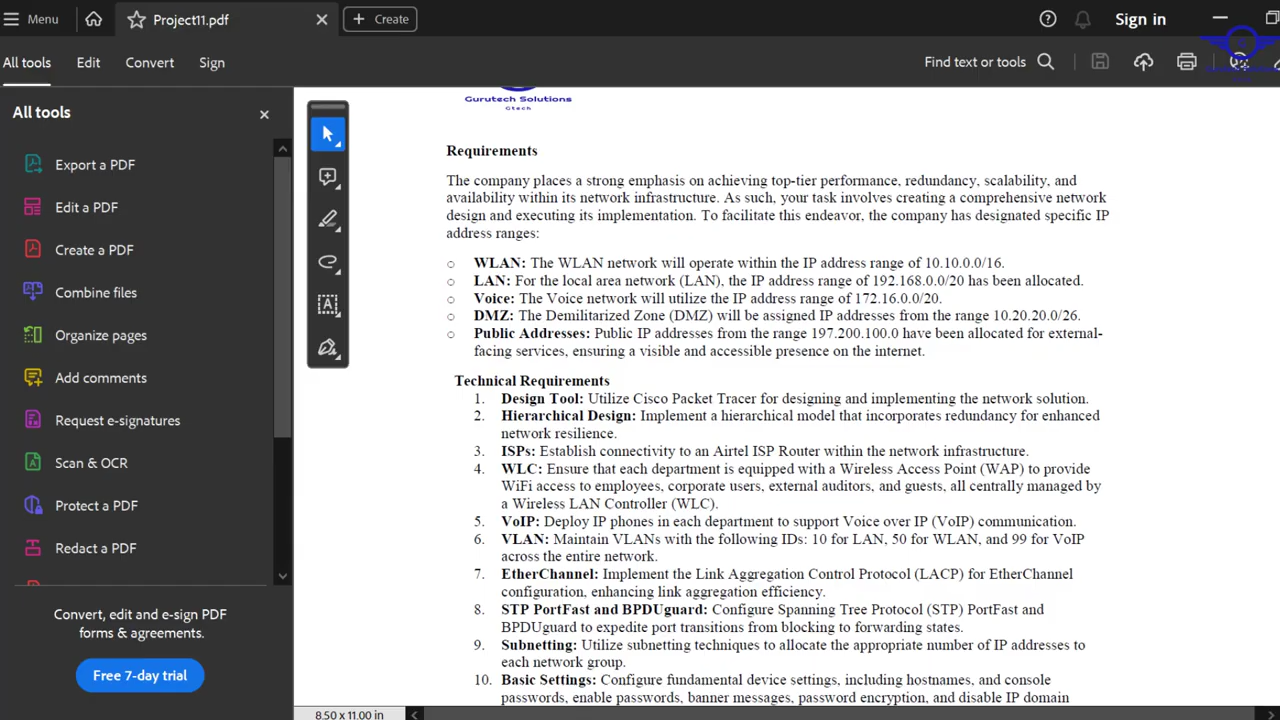 Menu
Project11.pdf
Create
Sign in
All tools
Edit
Convert
Sign
Find text or tools
All tools
Export a PDF
Edit a PDF
Create a PDF
Combine files
Organize pages
Add comments
Request e-signatures
Scan & OCR
Protect a PDF
Redact a PDF
Convert, edit and e-sign PDF
forms & agreements.
Free 7-day trial
Gurutech Solutions
Gtech
Requirements
The company places a strong emphasis on achieving top-tier performance, redundancy, scalability, and
availability within its network infrastructure. As such, your task involves creating a comprehensive network
design and executing its implementation. To facilitate this endeavor, the company has designated specific IP
address ranges:
○ WLAN: The WLAN network will operate within the IP address range of 10.10.0.0/16.
○ LAN: For the local area network (LAN), the IP address range of 192.168.0.0/20 has been allocated.
○ Voice: The Voice network will utilize the IP address range of 172.16.0.0/20.
○ DMZ: The Demilitarized Zone (DMZ) will be assigned IP addresses from the range 10.20.20.0/26.
○ Public Addresses: Public IP addresses from the range 197.200.100.0 have been allocated for external-
facing services, ensuring a visible and accessible presence on the internet.
Technical Requirements
1. Design Tool: Utilize Cisco Packet Tracer for designing and implementing the network solution.
2. Hierarchical Design: Implement a hierarchical model that incorporates redundancy for enhanced
network resilience.
3. ISPs: Establish connectivity to an Airtel ISP Router within the network infrastructure.
4. WLC: Ensure that each department is equipped with a Wireless Access Point (WAP) to provide
WiFi access to employees, corporate users, external auditors, and guests, all centrally managed by
a Wireless LAN Controller (WLC).
5. VoIP: Deploy IP phones in each department to support Voice over IP (VoIP) communication.
6. VLAN: Maintain VLANs with the following IDs: 10 for LAN, 50 for WLAN, and 99 for VoIP
across the entire network.
7. EtherChannel: Implement the Link Aggregation Control Protocol (LACP) for EtherChannel
configuration, enhancing link aggregation efficiency.
8. STP PortFast and BPDUguard: Configure Spanning Tree Protocol (STP) PortFast and
BPDUguard to expedite port transitions from blocking to forwarding states.
9. Subnetting: Utilize subnetting techniques to allocate the appropriate number of IP addresses to
each network group.
10. Basic Settings: Configure fundamental device settings, including hostnames, and console
passwords, enable passwords, banner messages, password encryption, and disable IP domain
8.50 x 11.00 in